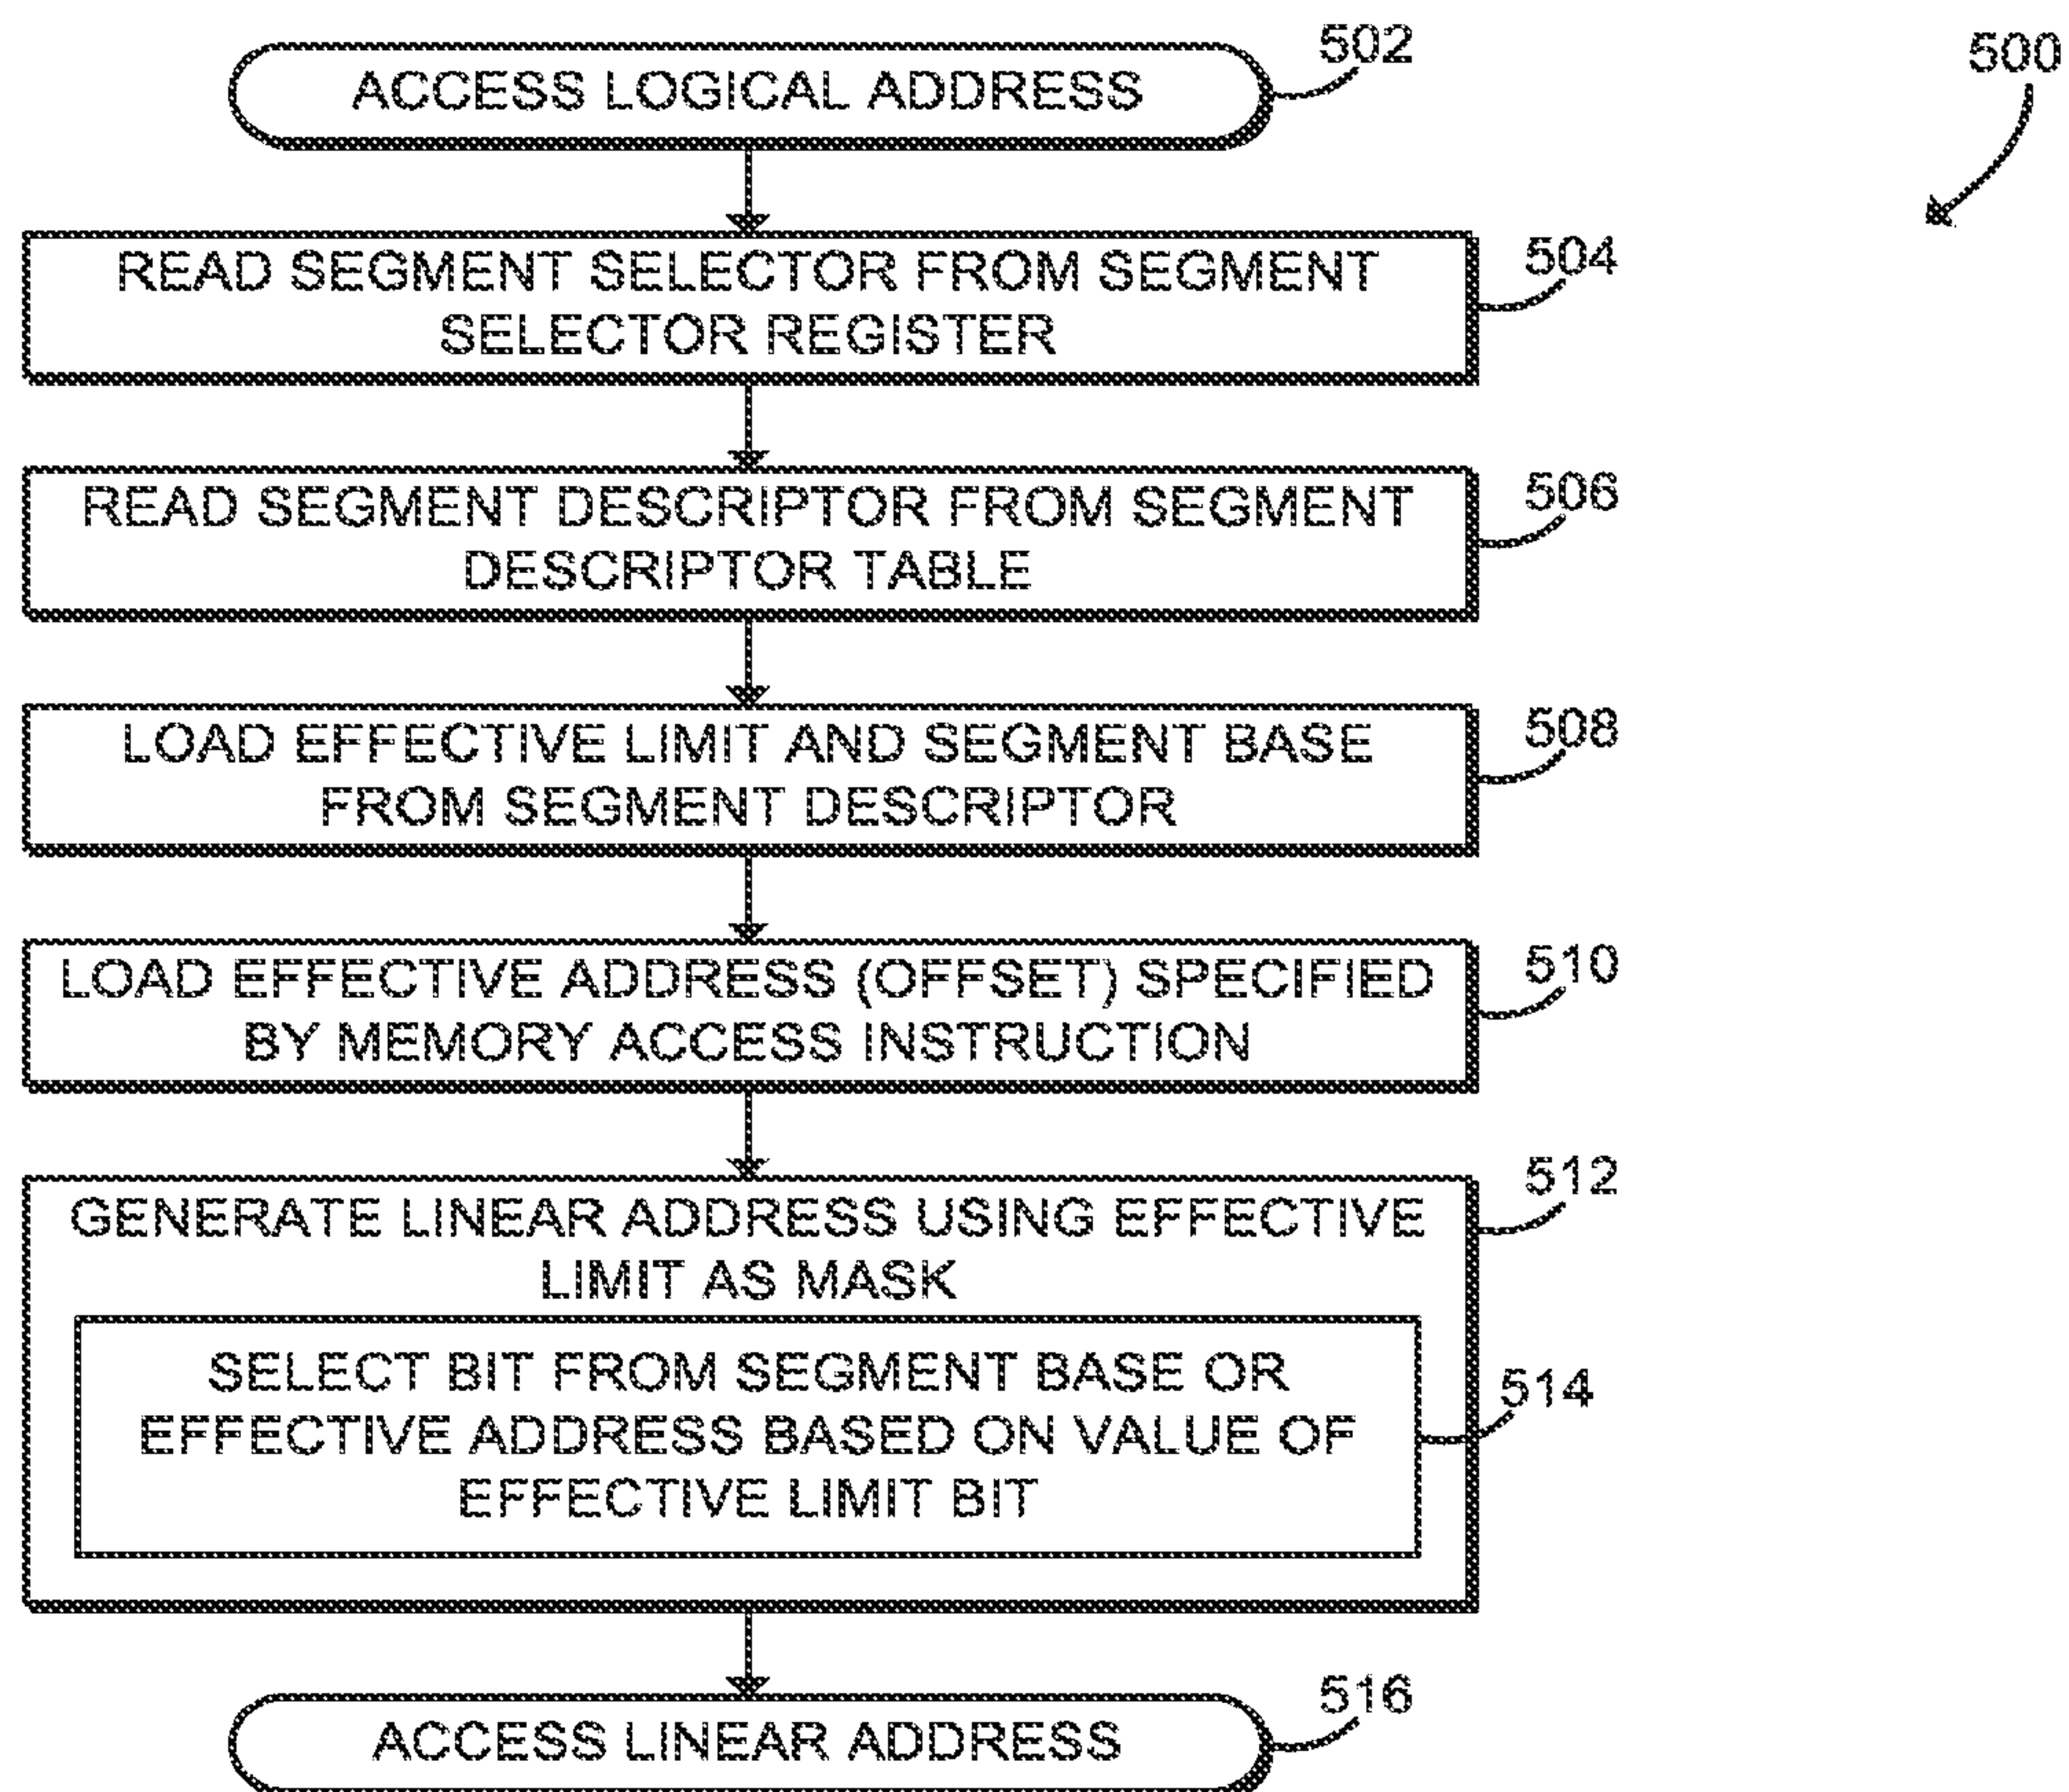 ACCESS LOGICAL ADDRESS
502
500
READ SEGMENT SELECTOR FROM SEGMENT
SELECTOR REGISTER
504
READ SEGMENT DESCRIPTOR FROM SEGMENT
DESCRIPTOR TABLE
506
LOAD EFFECTIVE LIMIT AND SEGMENT BASE
FROM SEGMENT DESCRIPTOR
508
LOAD EFFECTIVE ADDRESS (OFFSET) SPECIFIED
BY MEMORY ACCESS INSTRUCTION
510
GENERATE LINEAR ADDRESS USING EFFECTIVE
LIMIT AS MASK
512
SELECT BIT FROM SEGMENT BASE OR
EFFECTIVE ADDRESS BASED ON VALUE OF
EFFECTIVE LIMIT BIT
514
ACCESS LINEAR ADDRESS
516